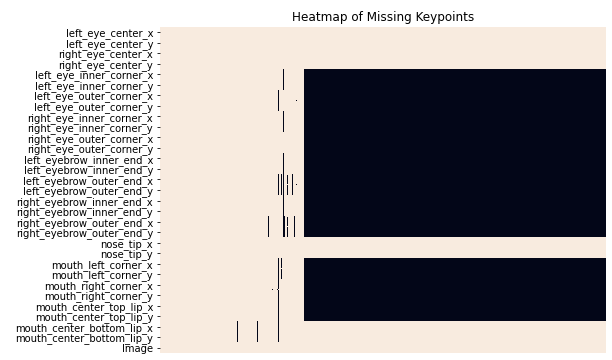 Heatmap of Missing Keypoints
left_eye_center_x
left_eye_center_y
right_eye_center_x
right_eye_center_y
left_eye_inner_corner_x
left_eye_inner_corner_y
left_eye_outer_corner_x
left_eye_outer_corner_y
right_eye_inner_corner_x
right_eye_inner_corner_y
right_eye_outer_corner_x
right_eye_outer_corner_y
left_eyebrow_inner_end_x
left_eyebrow_inner_end_y
left_eyebrow_outer_end_x
left_eyebrow_outer_end_y
right_eyebrow_inner_end_x
right_eyebrow_inner_end_y
right_eyebrow_outer_end_x
right_eyebrow_outer_end_y
nose_tip_x
nose_tip_y
mouth_left_corner_x
mouth_left_corner_y
mouth_right_corner_x
mouth_right_corner_y
mouth_center_top_lip_x
mouth_center_top_lip_y
mouth_center_bottom_lip_x
mouth_center_bottom_lip_y
Image